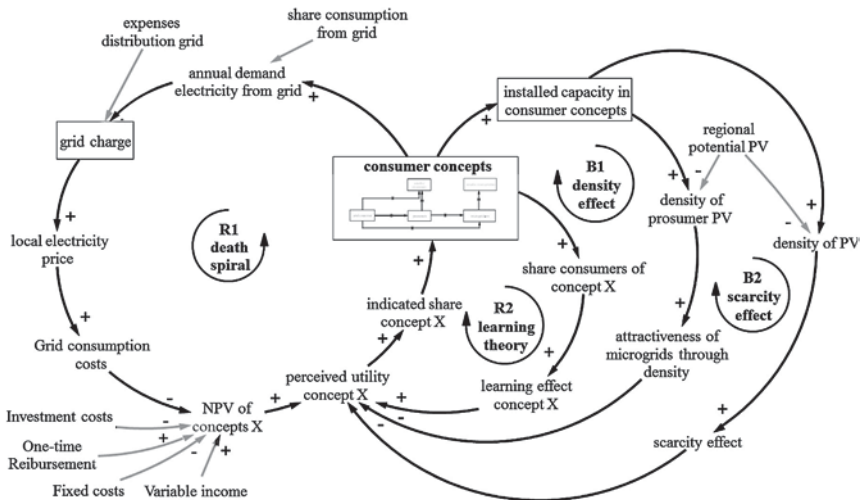 expenses
distribution grid
share consumption
from grid
annual demand
electricity from grid
+
grid charge
+
local electricity
price
+
Grid consumption
costs
-
R1
death
spiral
Investment costs
-
One-time
Reibursement
+
Fixed costs
-
Variable income
+
NPV of
concepts X
+
perceived utility
concept X
+
indicated share
concept X
+
consumer concepts
+
installed capacity in
consumer concepts
B1
density
effect
+
share consumers of
concept X
R2
learning
theory
+
learning effect
concept X
+
regional
potential PV
+
-
density of
prosumer PV
+
-
density of PV
B2
scarcity
effect
+
attractiveness of
microgrids through
density
-
+
scarcity effect
-